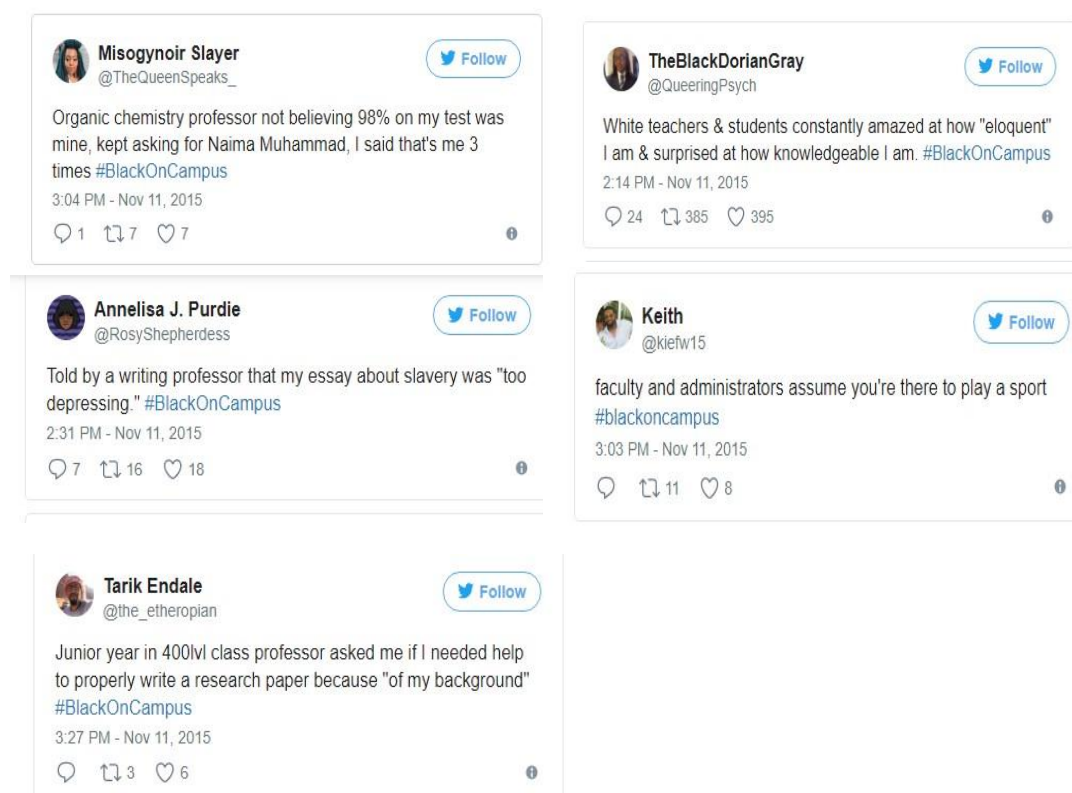 Misogynoir Slayer
@TheQueenSpeaks_
Follow
Organic chemistry professor not believing 98% on my test was
mine, kept asking for Naima Muhammad, I said that's me 3
times #BlackOnCampus
3:04 PM - Nov 11, 2015
1 7 7
TheBlackDorianGray
@QueeringPsych
Follow
White teachers & students constantly amazed at how "eloquent"
I am & surprised at how knowledgeable I am. #BlackOnCampus
2:14 PM - Nov 11, 2015
24 385 395
Annelisa J. Purdie
@RosyShepherdess
Follow
Told by a writing professor that my essay about slavery was "too
depressing." #BlackOnCampus
2:31 PM - Nov 11, 2015
7 16 18
Keith
@kiefw15
Follow
faculty and administrators assume you're there to play a sport
#blackoncampus
3:03 PM - Nov 11, 2015
11 8
Tarik Endale
@the_etheropian
Follow
Junior year in 400lvl class professor asked me if I needed help
to properly write a research paper because "of my background"
#BlackOnCampus
3:27 PM - Nov 11, 2015
3 6